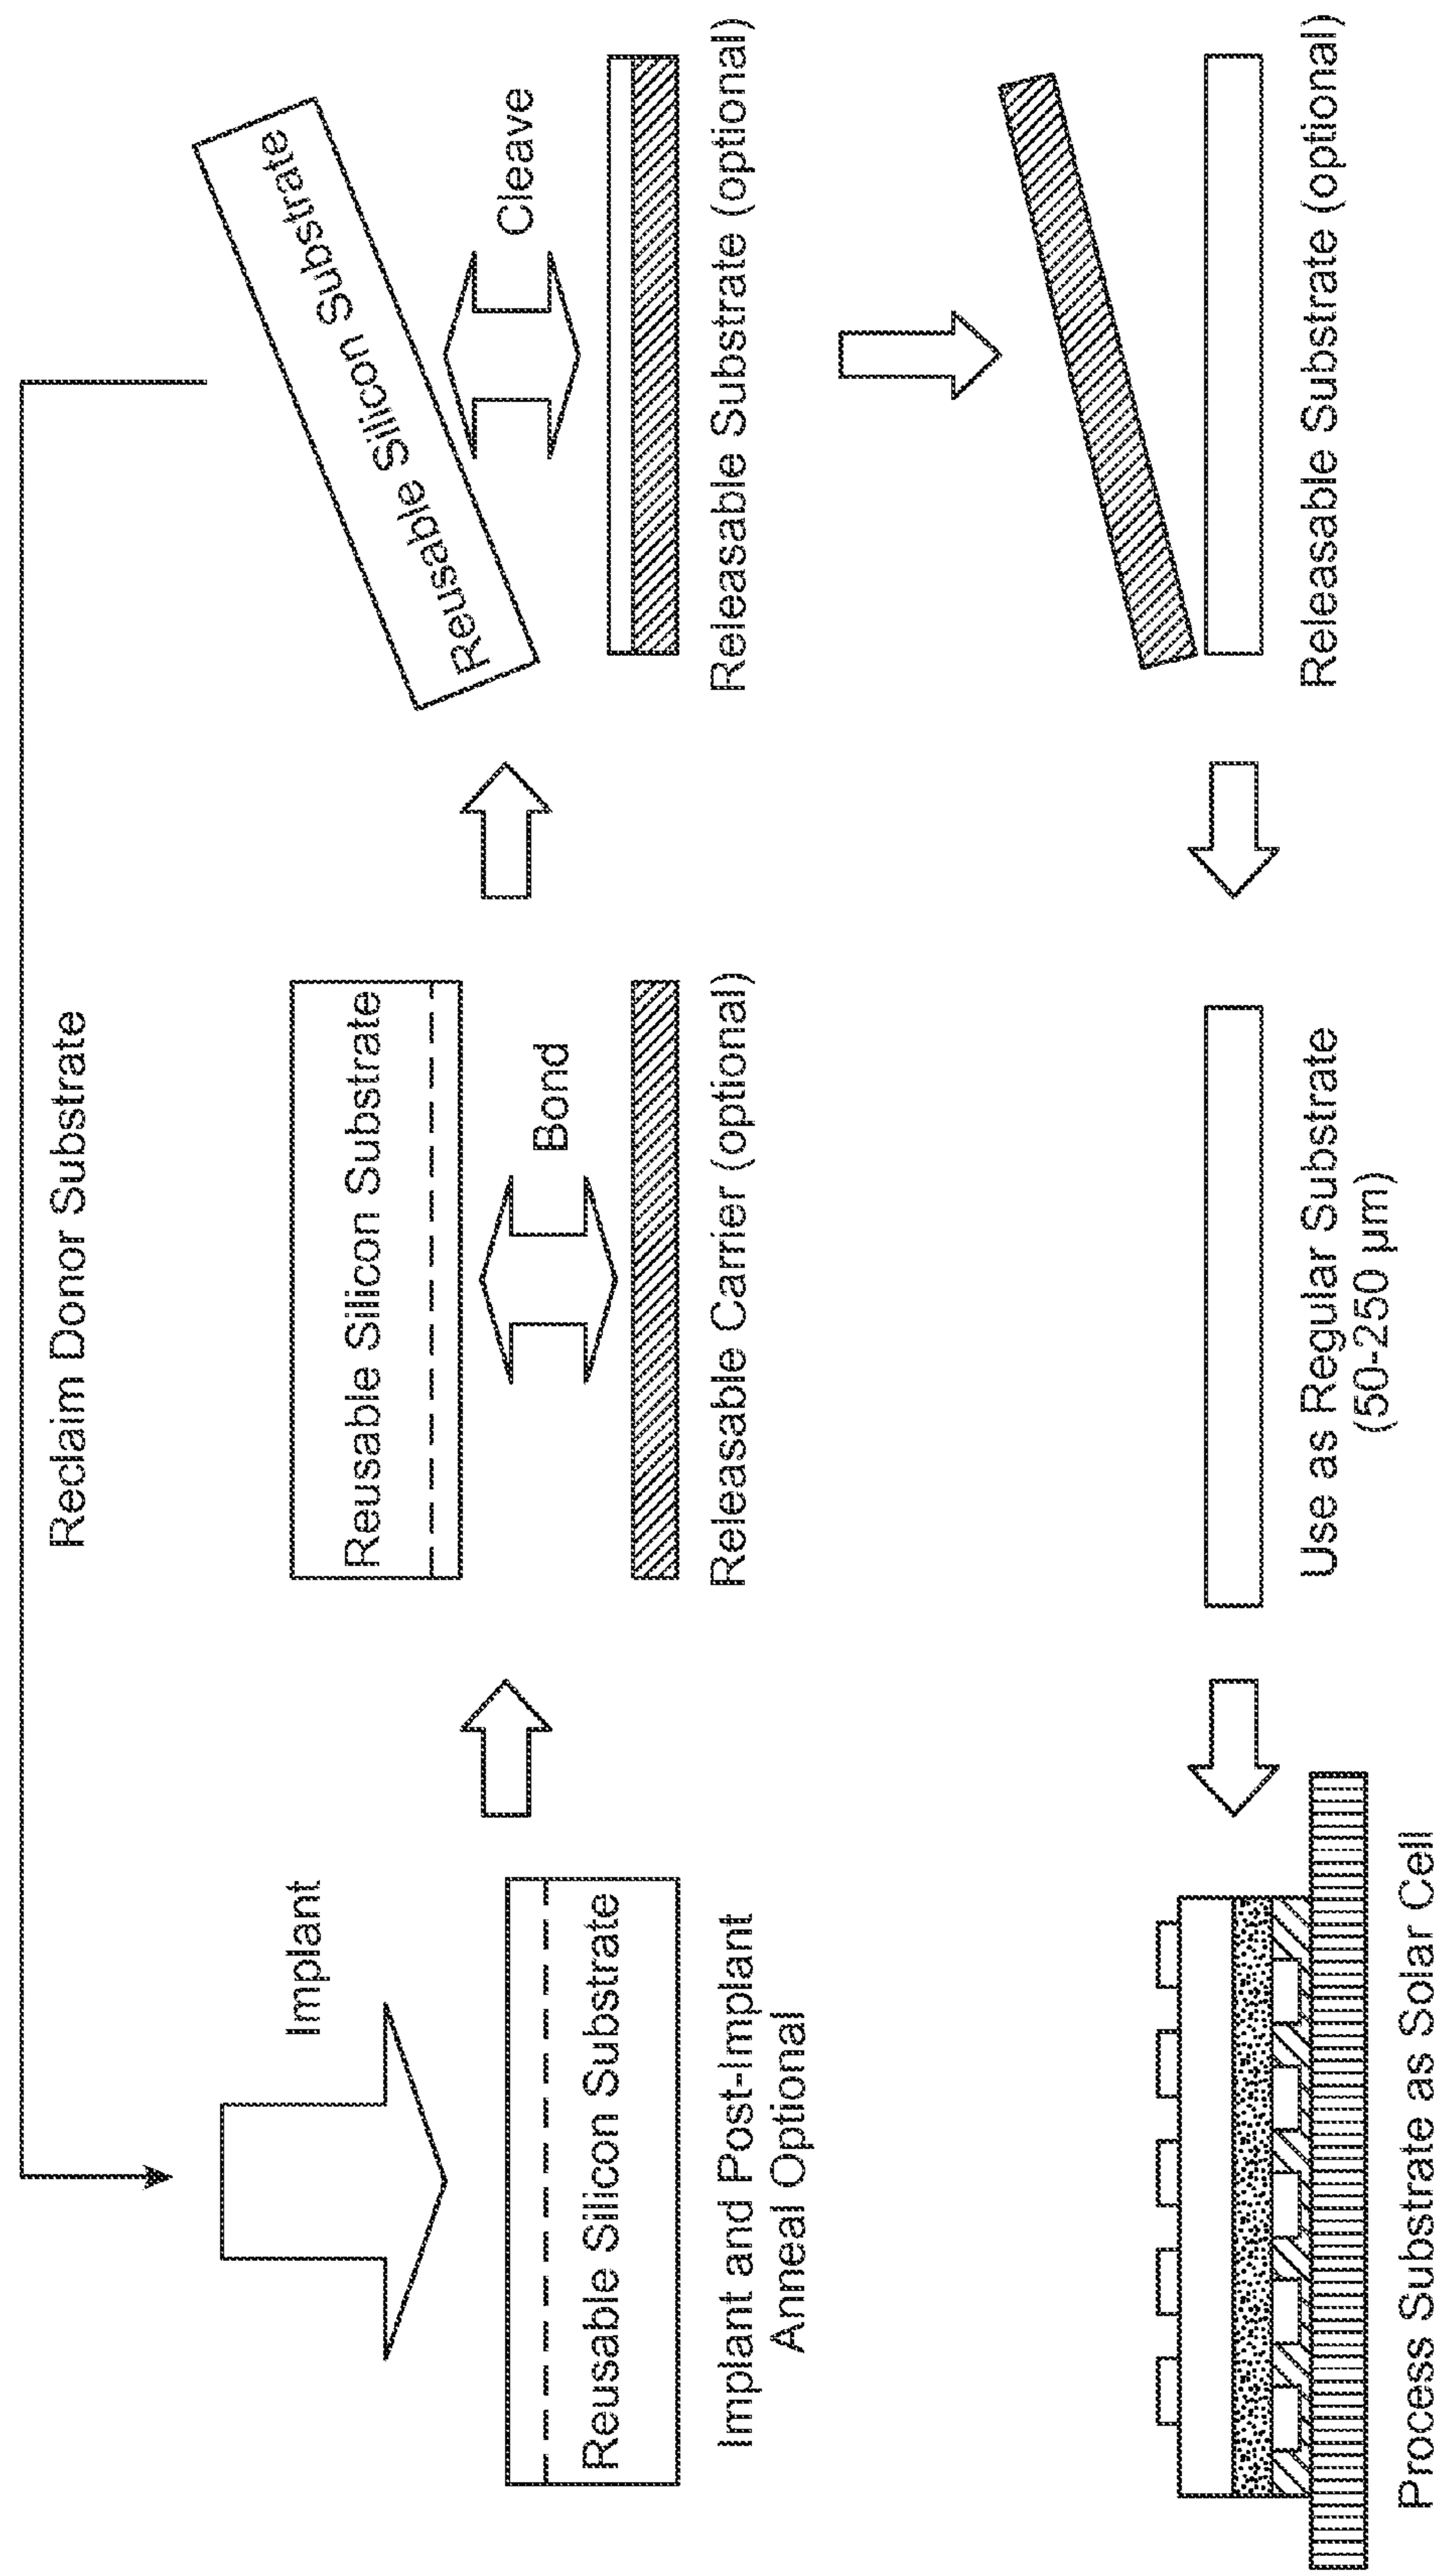 Reclaim Donor Substrate
Implant
Reusable Silicon Substrate
Implant and Post-Implant
Anneal Optional
Reusable Silicon Substrate
Bond
Releasable Carrier (optional)
Reusable Silicon Substrate
Cleave
Releasable Substrate (optional)
Releasable Substrate (optional)
Use as Regular Substrate
(50-250 µm)
Process Substrate as Solar Cell